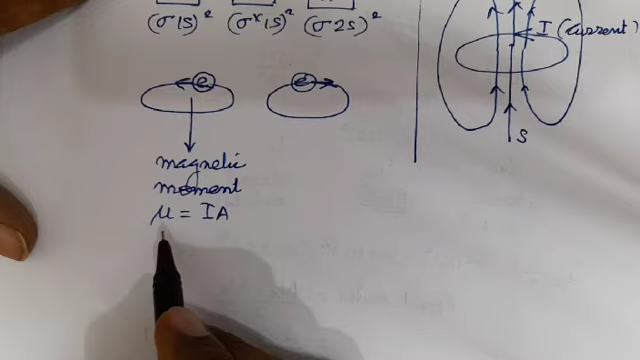 (σ1s)² (σ*1s)² (σ2s)²
I (current)
e e
S
magnetic
moment
μ = IA